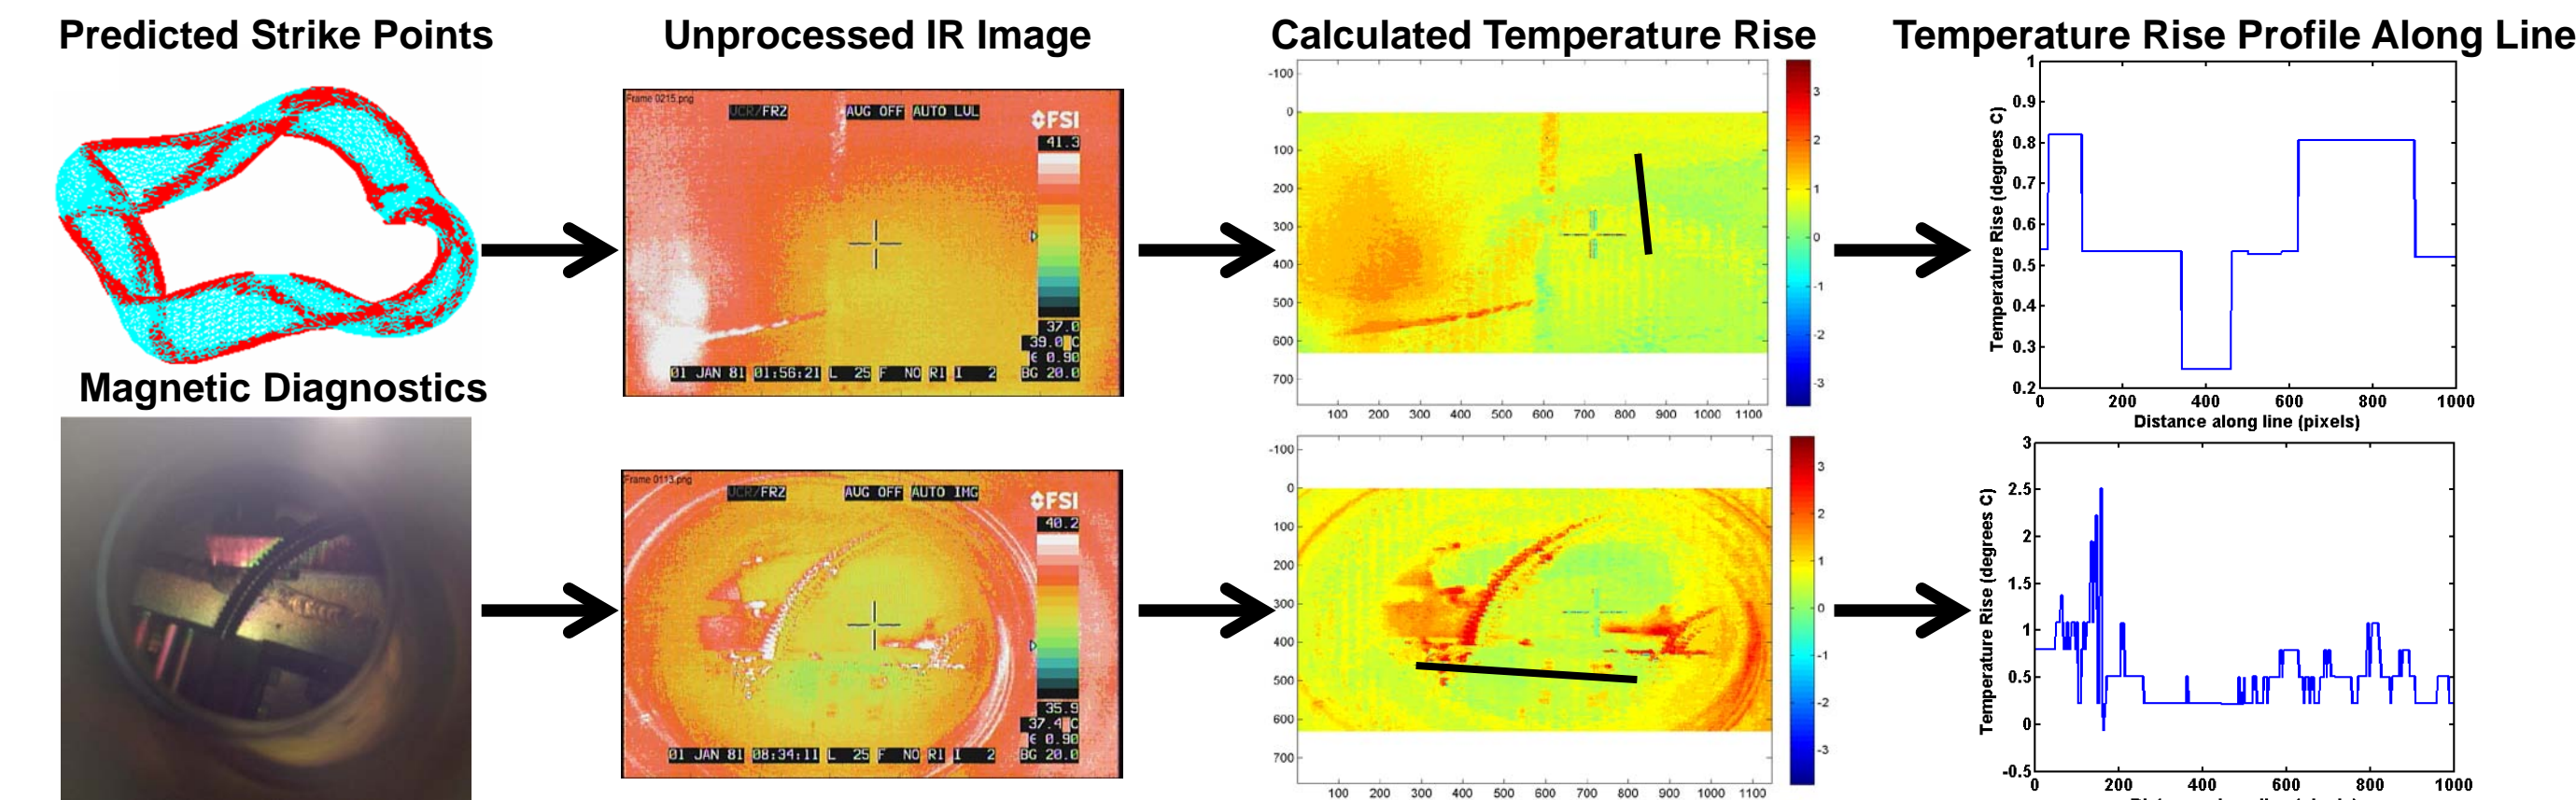 Predicted Strike Points
Unprocessed IR Image
Calculated Temperature Rise
Temperature Rise Profile Along Line
Frame 0215.png
UCR/FRZ AUG OFF AUTO LUL
FSI
41.3
37.0
39.0 C
€ 0.90
01 JAN 81 01:56:21 L 25 F NO RI I 2 BG 20.0
-100
0
100
200
300
400
500
600
700
100 200 300 400 500 600 700 800 900 1000 1100
3
2
1
0
-1
-2
-3
Temperature Rise (degrees C)
1
0.9
0.8
0.7
0.6
0.5
0.4
0.3
0.2
0 200 400 600 800 1000
Distance along line (pixels)
Magnetic Diagnostics
Frame 0113.png
UCR/FRZ AUG OFF AUTO IMG
FSI
40.2
35.9
37.4 C
€ 0.90
01 JAN 81 08:34:11 L 25 F NO RI I 2 BG 20.0
-100
0
100
200
300
400
500
600
700
100 200 300 400 500 600 700 800 900 1000 1100
3
2
1
0
-1
-2
-3
Temperature Rise (degrees C)
3
2.5
2
1.5
1
0.5
0
-0.5
0 200 400 600 800 1000